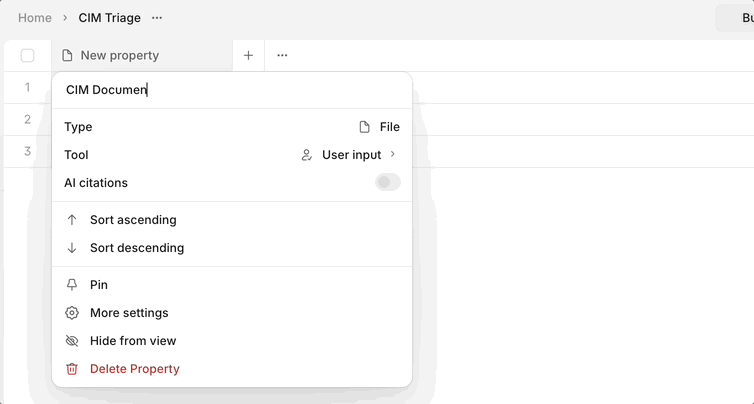 Home › CIM Triage ···
Bu
New property + ···
1
CIM Documen
2
Type File
Tool User input ›
3
AI citations
Sort ascending
Sort descending
Pin
More settings
Hide from view
Delete Property